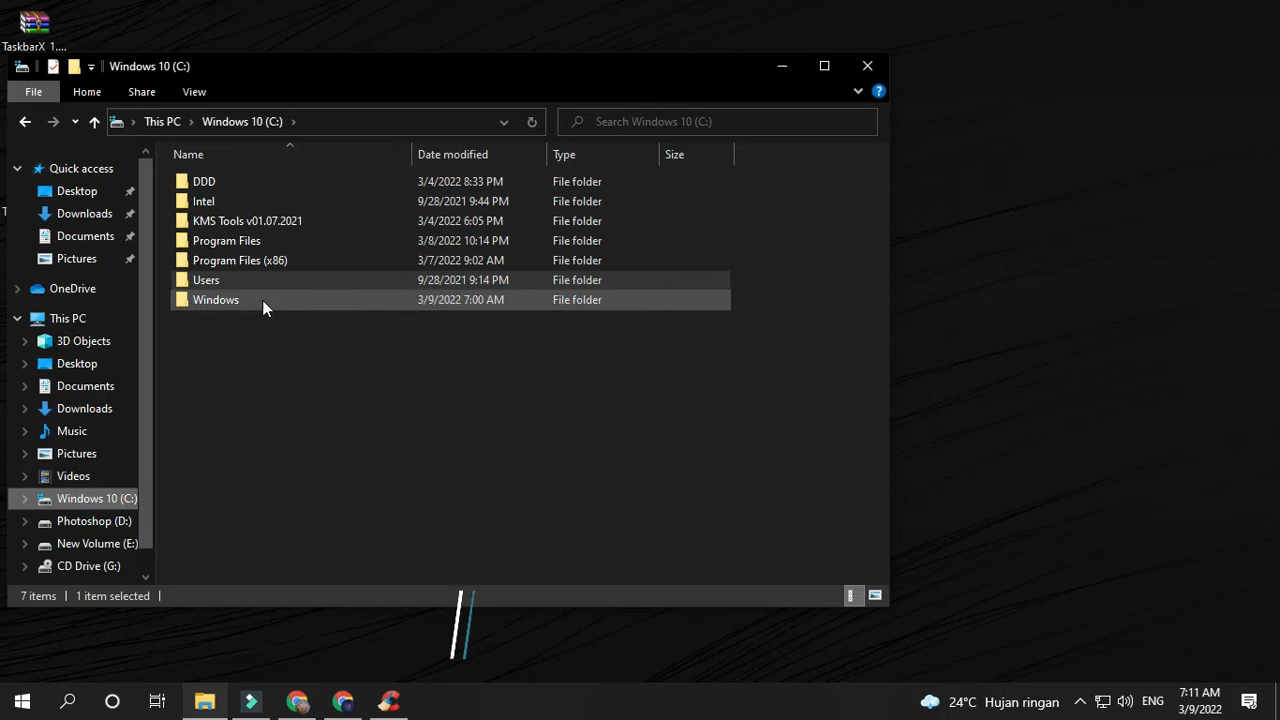 TaskbarX 1....
Windows 10 (C:)
File Home Share View
This PC Windows 10 (C:) Search Windows 10 (C:)
Name Date modified Type Size
DDD 3/4/2022 8:33 PM File folder
Intel 9/28/2021 9:44 PM File folder
KMS Tools v01.07.2021 3/4/2022 6:05 PM File folder
Program Files 3/8/2022 10:14 PM File folder
Program Files (x86) 3/7/2022 9:02 AM File folder
Users 9/28/2021 9:14 PM File folder
Windows 3/9/2022 7:00 AM File folder
Quick access
Desktop
Downloads
Documents
Pictures
OneDrive
This PC
3D Objects
Desktop
Documents
Downloads
Music
Pictures
Videos
Windows 10 (C:)
Photoshop (D:)
New Volume (E:)
CD Drive (G:)
7 items 1 item selected
24°C Hujan ringan ENG 7:11 AM
3/9/2022